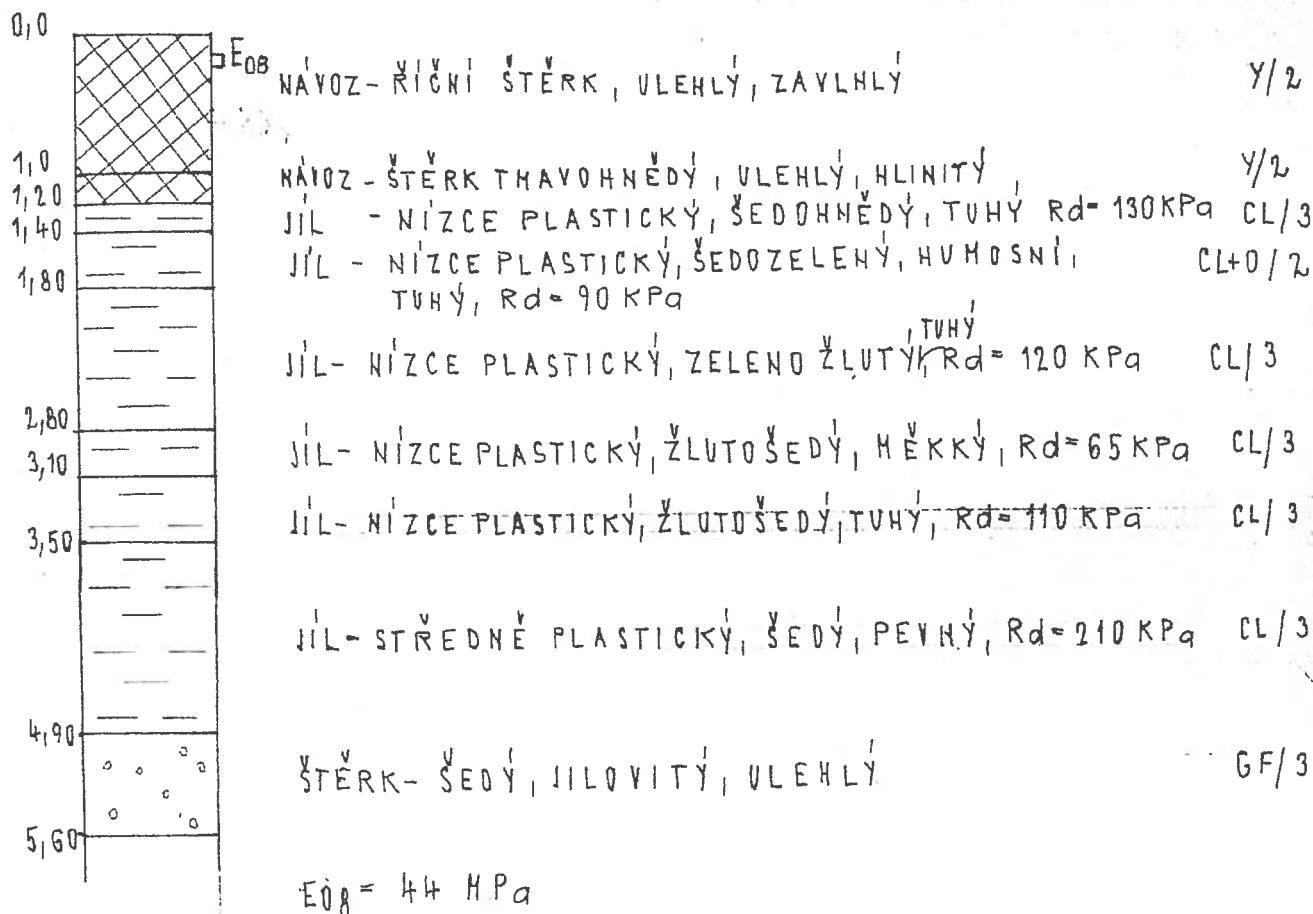 0,0
E08
NÁVOZ - ŘÍČNÍ ŠTĚRK, ULEHLÝ, ZAVLHLÝ Y/2
1,0
NÁVOZ - ŠTĚRK TMAVOHNĚDÝ, ULEHLÝ, HLINITÝ, Y/2
1,20
JÍL - NÍZCE PLASTICKÝ, ŠEDOHNĚDÝ, TUHÝ Rd= 130 KPa CL/3
1,40
JÍL - NÍZCE PLASTICKÝ, ŠEDOZELENÝ, HUMOSNÍ, CL+O/2
1,80
TUHÝ, Rd= 90 KPa
JÍL - NÍZCE PLASTICKÝ, ZELENO ŽLUTÝ, TUHÝ, Rd= 120 KPa CL/3
2,80
JÍL - NÍZCE PLASTICKÝ, ŽLUTOŠEDÝ, MĚKKÝ, Rd= 65 KPa CL/3
3,10
JÍL - NÍZCE PLASTICKÝ, ŽLUTOŠEDÝ, TUHÝ, Rd= 110 KPa CL/3
3,50
JÍL - STŘEDNĚ PLASTICKÝ, ŠEDÝ, PEVNÝ, Rd= 210 KPa CL/3
4,90
ŠTĚRK - ŠEDÝ, JILOVITÝ, ULEHLÝ GF/3
5,60
E08 = 44 MPa